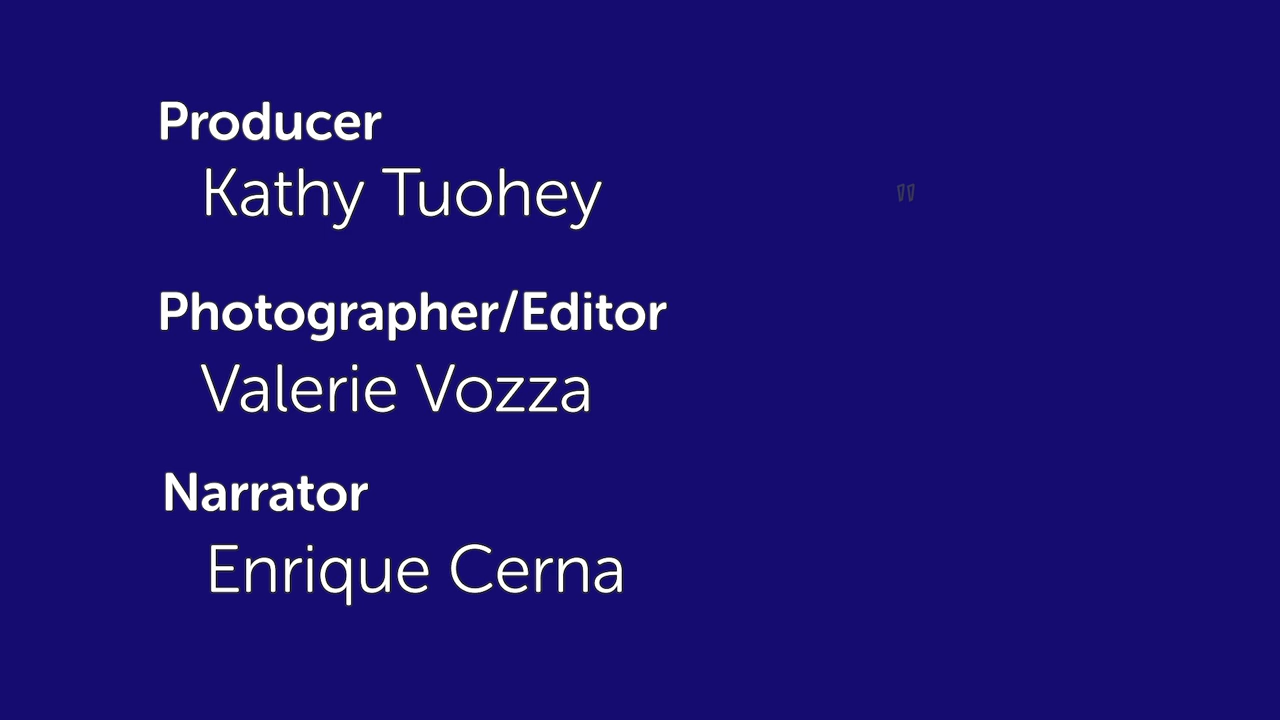 Producer
Kathy Tuohey
"
Photographer/Editor
Valerie Vozza
Narrator
Enrique Cerna